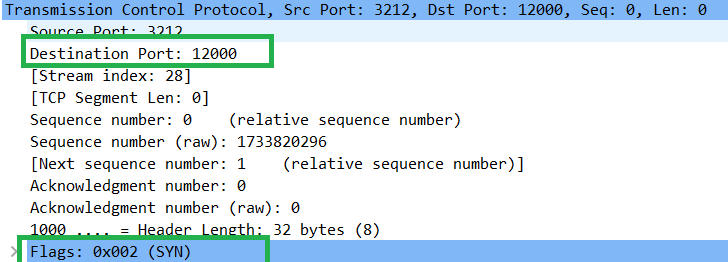 Transmission Control Protocol, Src Port: 3212, Dst Port: 12000, Seq: 0, Len: 0
Source Port: 3212
Destination Port: 12000
[Stream index: 28]
[TCP Segment Len: 0]
Sequence number: 0    (relative sequence number)
Sequence number (raw): 1733820296
[Next sequence number: 1    (relative sequence number)]
Acknowledgment number: 0
Acknowledgment number (raw): 0
1000 .... = Header Length: 32 bytes (8)
Flags: 0x002 (SYN)